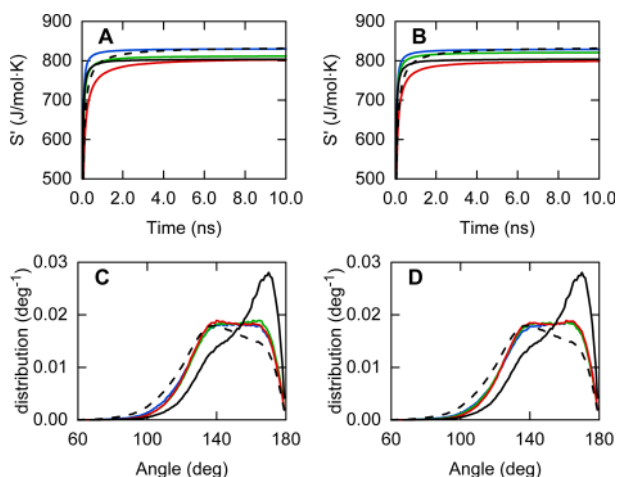 A
B
S' (J/mol·K)
900
800
700
600
500
0.0 2.0 4.0 6.0 8.0 10.0
Time (ns)
S' (J/mol·K)
900
800
700
600
500
0.0 2.0 4.0 6.0 8.0 10.0
Time (ns)
C
D
distribution (deg-1)
0.03
0.02
0.01
0.00
60 100 140 180
Angle (deg)
distribution (deg-1)
0.03
0.02
0.01
0.00
60 100 140 180
Angle (deg)